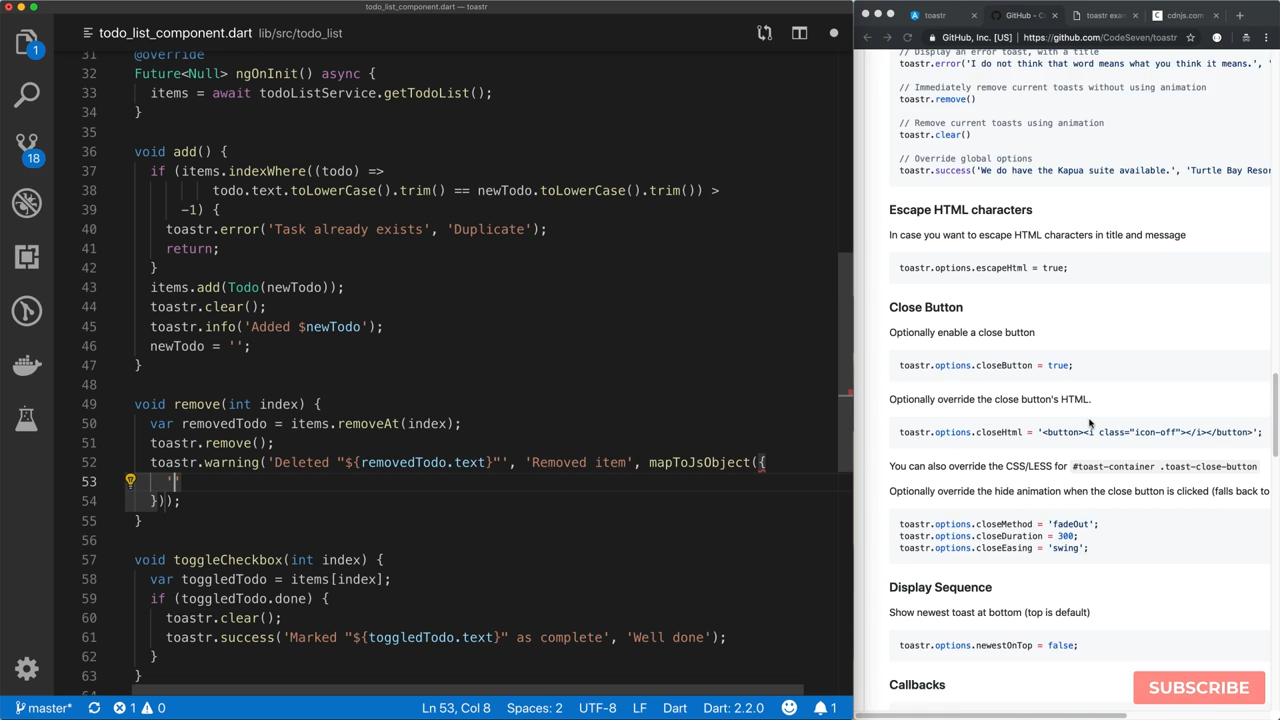 todo_list_component.dart — toastr
todo_list_component.dart lib/src/todo_list
31 @override
32 Future<Null> ngOnInit() async {
33 items = await todoListService.getTodoList();
34 }
35
36 void add() {
37 if (items.indexWhere((todo) =>
38 todo.text.toLowerCase().trim() == newTodo.toLowerCase().trim()) >
39 -1) {
40 toastr.error('Task already exists', 'Duplicate');
41 return;
42 }
43 items.add(Todo(newTodo));
44 toastr.clear();
45 toastr.info('Added $newTodo');
46 newTodo = '';
47 }
48
49 void remove(int index) {
50 var removedTodo = items.removeAt(index);
51 toastr.remove();
52 toastr.warning('Deleted "${removedTodo.text}"', 'Removed item', mapToJsObject({
53 ''
54 }));
55 }
56
57 void toggleCheckbox(int index) {
58 var toggledTodo = items[index];
59 if (toggledTodo.done) {
60 toastr.clear();
61 toastr.success('Marked "${toggledTodo.text}" as complete', 'Well done');
62 }
63 }
64
1
18
master*
1 0
Ln 53, Col 8
Spaces: 2
UTF-8
LF
Dart
Dart: 2.2.0
1
toastr
GitHub - C
toastr exa
cdnjs.com
GitHub, Inc. [US] https://github.com/CodeSeven/toastr
// Display an error toast, with a title
toastr.error('I do not think that word means what you think it means.', '
// Immediately remove current toasts without using animation
toastr.remove()
// Remove current toasts using animation
toastr.clear()
// Override global options
toastr.success('We do have the Kapua suite available.', 'Turtle Bay Resor
Escape HTML characters
In case you want to escape HTML characters in title and message
toastr.options.escapeHtml = true;
Close Button
Optionally enable a close button
toastr.options.closeButton = true;
Optionally override the close button's HTML.
toastr.options.closeHtml = '<button><i class="icon-off"></i></button>';
You can also override the CSS/LESS for #toast-container .toast-close-button
Optionally override the hide animation when the close button is clicked (falls back to
toastr.options.closeMethod = 'fadeOut';
toastr.options.closeDuration = 300;
toastr.options.closeEasing = 'swing';
Display Sequence
Show newest toast at bottom (top is default)
toastr.options.newestOnTop = false;
Callbacks
SUBSCRIBE